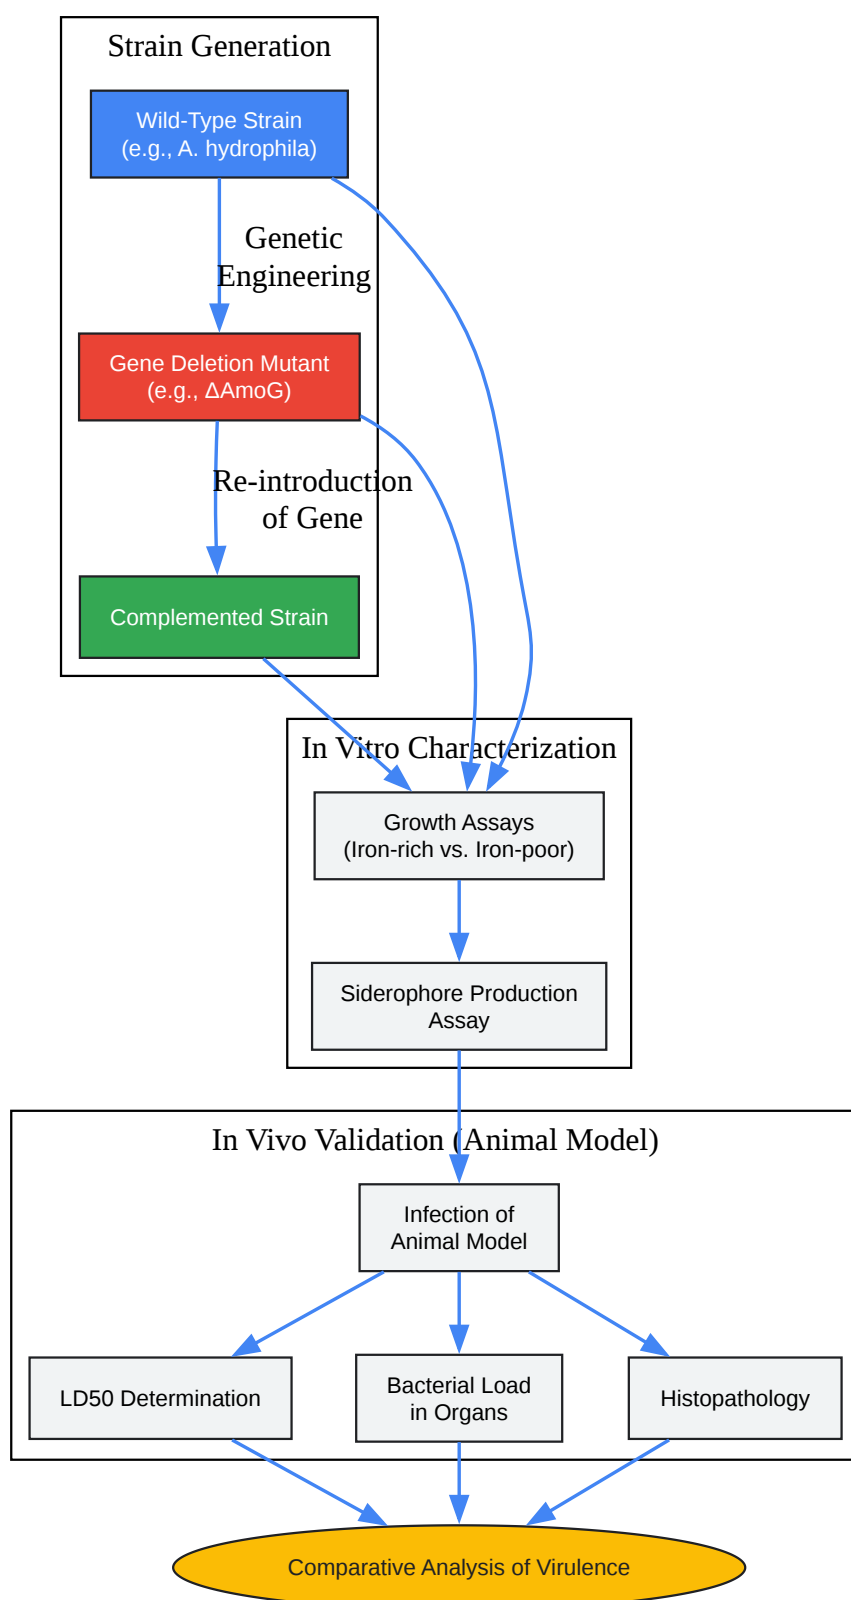 Strain Generation
Wild-Type Strain
(e.g., A. hydrophila)
Genetic
Engineering
Gene Deletion Mutant
(e.g., ΔAmoG)
Re-introduction
of Gene
Complemented Strain
In Vitro Characterization
Growth Assays
(Iron-rich vs. Iron-poor)
Siderophore Production
Assay
In Vivo Validation (Animal Model)
Infection of
Animal Model
LD50 Determination
Bacterial Load
in Organs
Histopathology
Comparative Analysis of Virulence